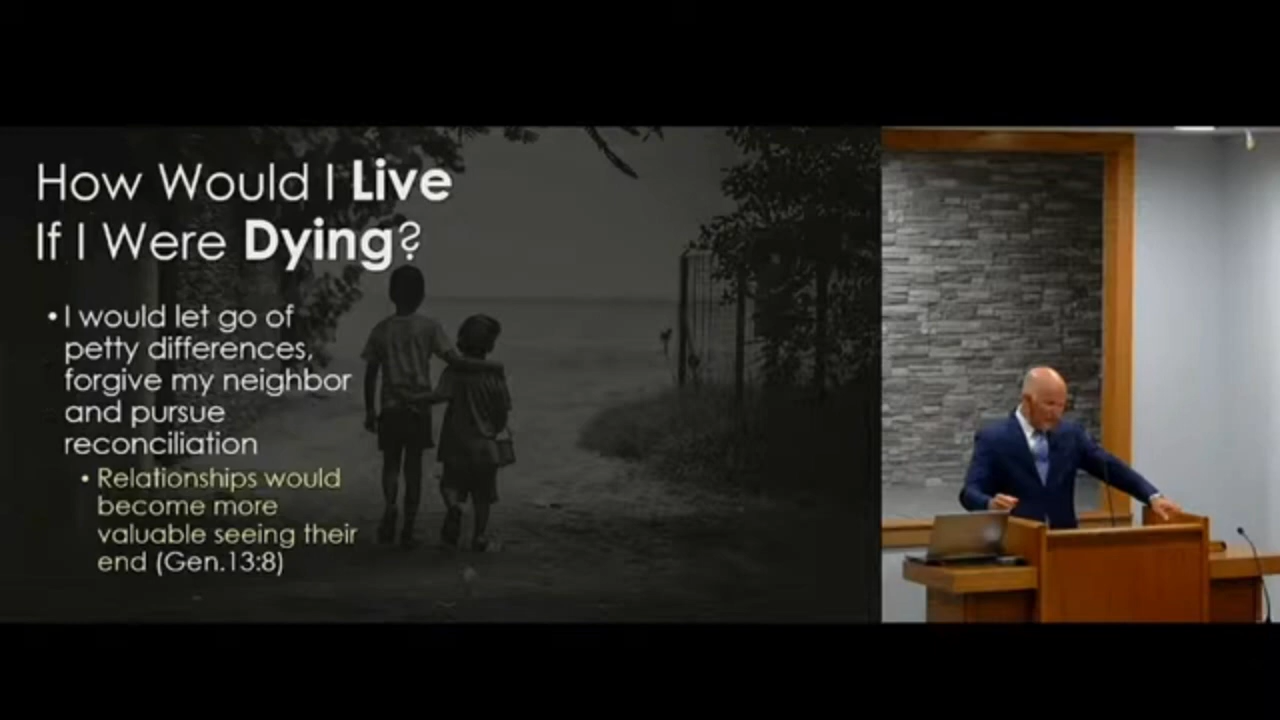 How Would I Live
If I Were Dying?
• I would let go of
petty differences,
forgive my neighbor
and pursue
reconciliation
• Relationships would
become more
valuable seeing their
end (Gen.13:8)